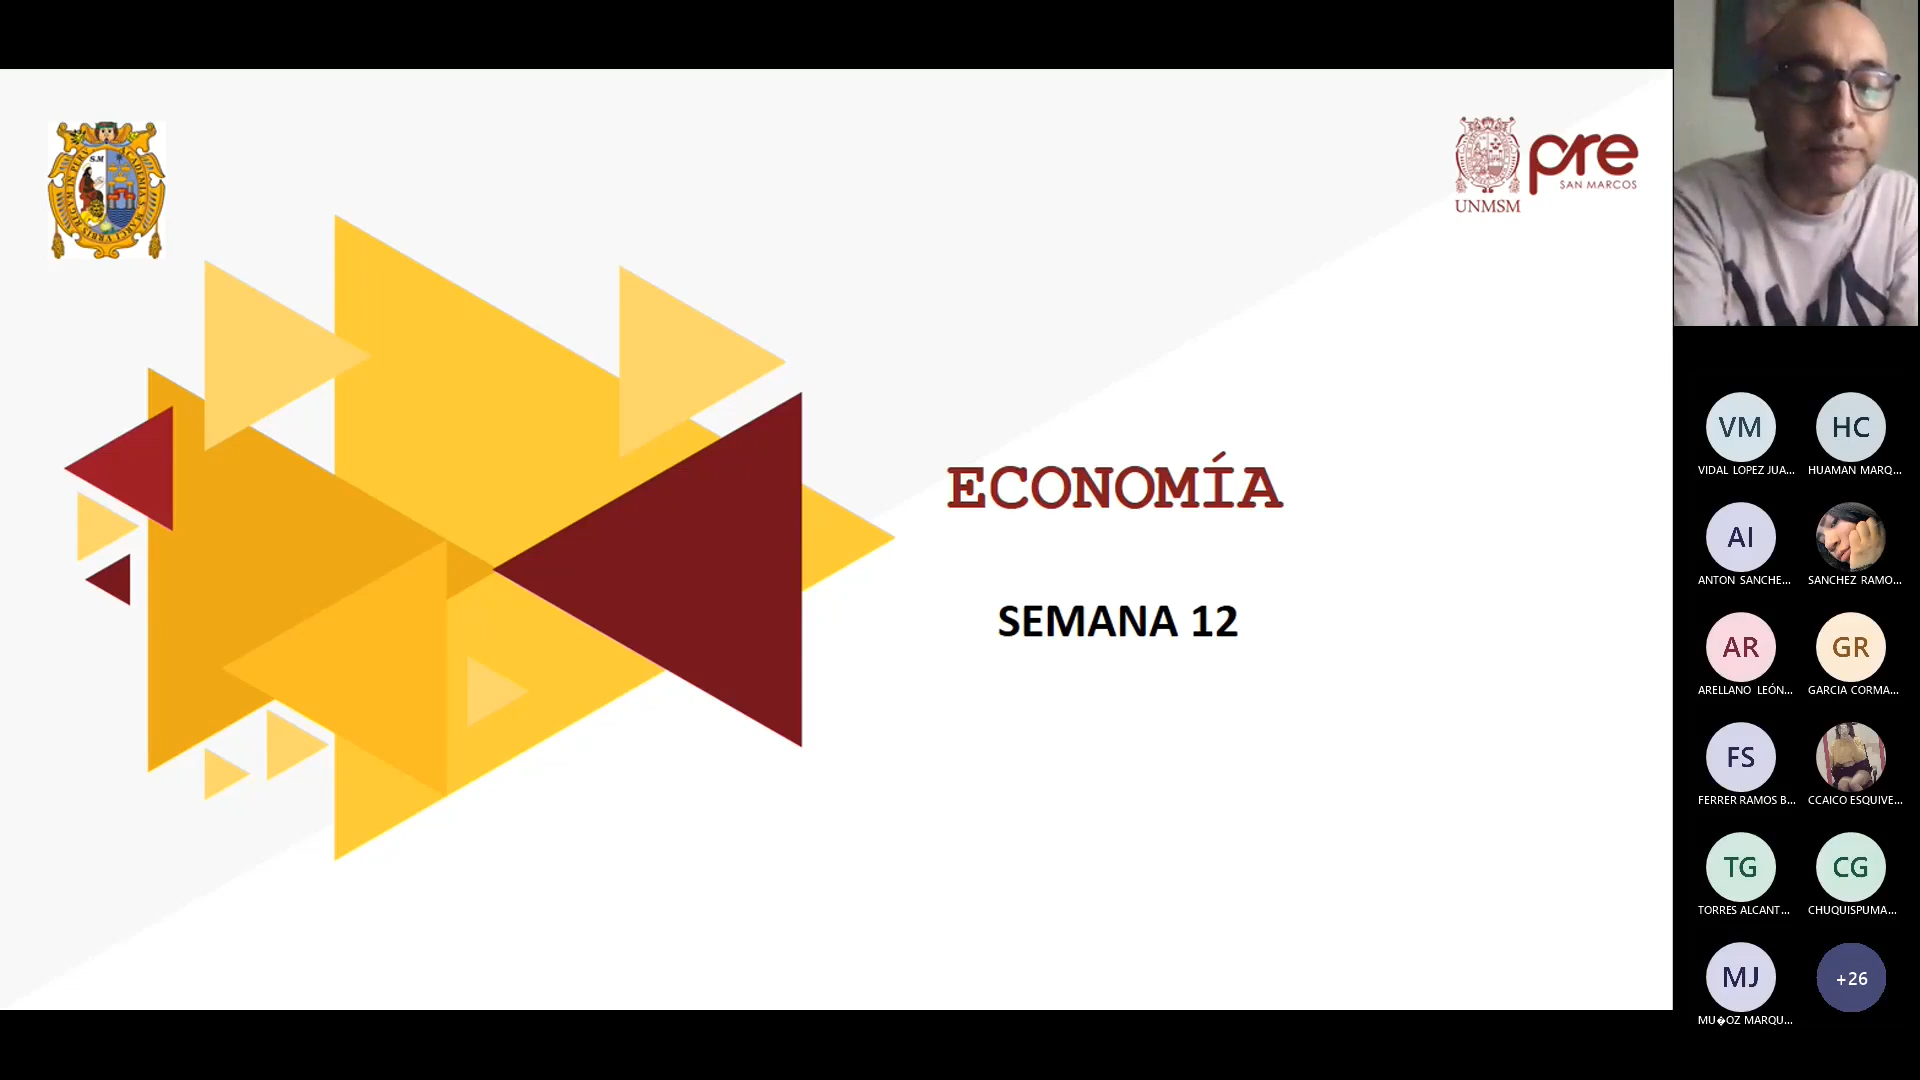 S.M
UNMSM
pre
SAN MARCOS
ECONOMÍA
SEMANA 12
VM
HC
VIDAL LOPEZ JUA...
HUAMAN MARQ...
AI
ANTON SANCHE...
SANCHEZ RAMO...
AR
GR
ARELLANO LEÓN...
GARCIA CORMA...
FS
FERRER RAMOS B...
CCAICO ESQUIVE...
TG
CG
TORRES ALCANT...
CHUQUISPUMA...
MJ
+26
MU�OZ MARQU...